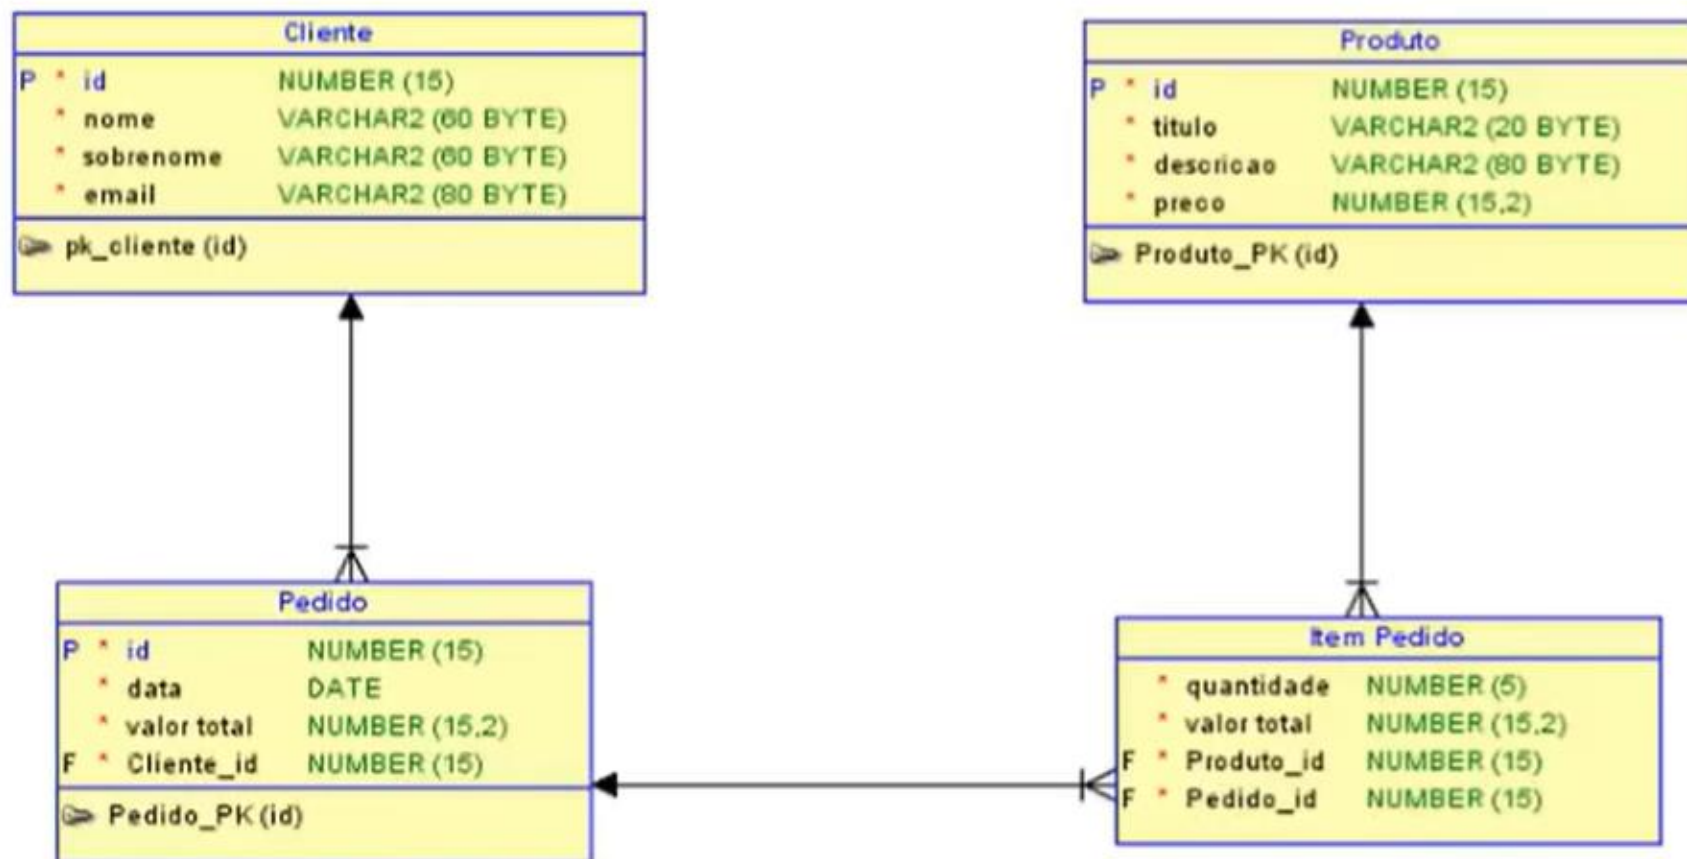 Cliente
P * id NUMBER (15)
* nome VARCHAR2 (60 BYTE)
* sobrenome VARCHAR2 (60 BYTE)
* email VARCHAR2 (80 BYTE)
pk_cliente (id)
Produto
P * id NUMBER (15)
* titulo VARCHAR2 (20 BYTE)
* descricao VARCHAR2 (80 BYTE)
* preco NUMBER (15,2)
Produto_PK (id)
Pedido
P * id NUMBER (15)
* data DATE
* valor total NUMBER (15,2)
F * Cliente_id NUMBER (15)
Pedido_PK (id)
Item Pedido
* quantidade NUMBER (5)
* valor total NUMBER (15,2)
F * Produto_id NUMBER (15)
F * Pedido_id NUMBER (15)